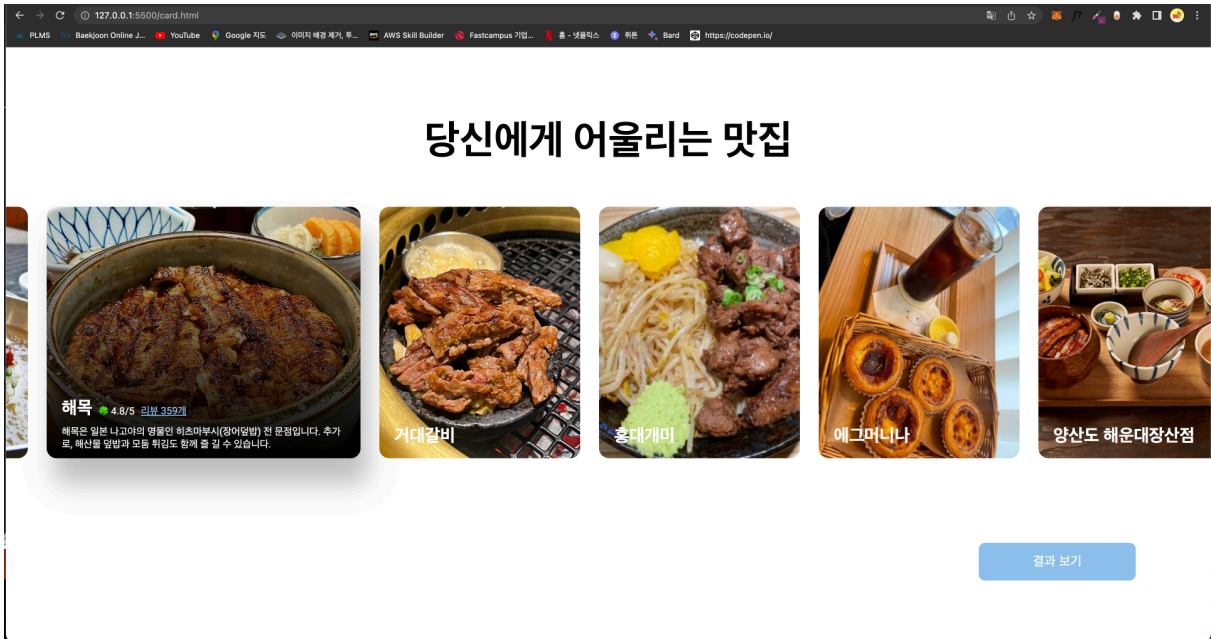 127.0.0.1:5500/card.html
PLMS Baekjoon Online J... YouTube Google 지도 이미지 배경 제거, 투... AWS Skill Builder Fastcampus 기업... 홈 - 넷플릭스 뤼튼 Bard https://codepen.io/
당신에게 어울리는 맛집
해목 4.8/5 리뷰 359개
해목은 일본 나고야의 명물인 히츠마부시(장어덮밥) 전 문점입니다. 추가
로, 해산물 덮밥과 모둠 튀김도 함께 즐 길 수 있습니다.
거대갈비
홍대개미
에그머니나
양산도 해운대장산점
결과 보기